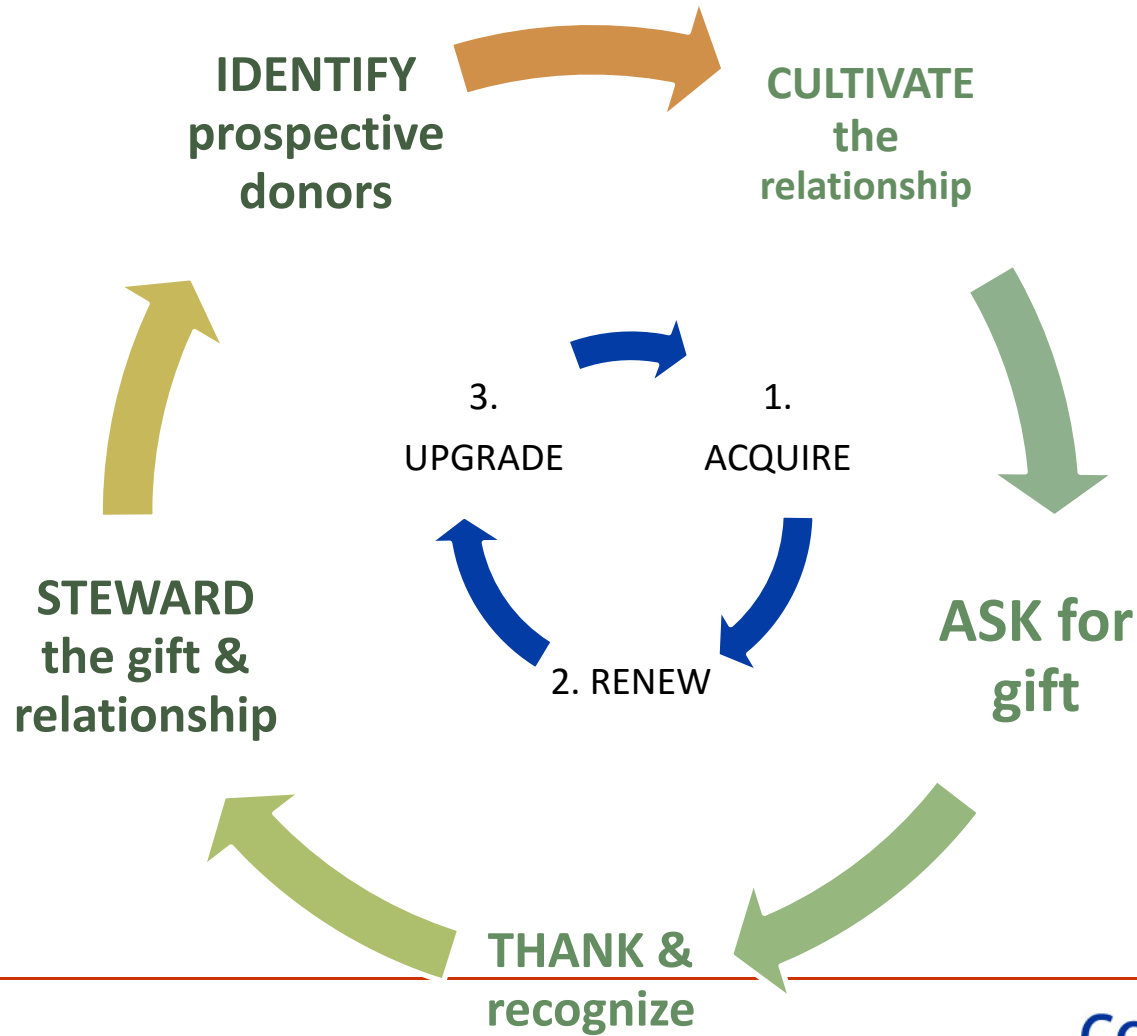 IDENTIFY
prospective
donors
CULTIVATE
the
relationship
3.
UPGRADE
1.
ACQUIRE
2. RENEW
STEWARD
the gift &
relationship
ASK for
gift
THANK &
recognize